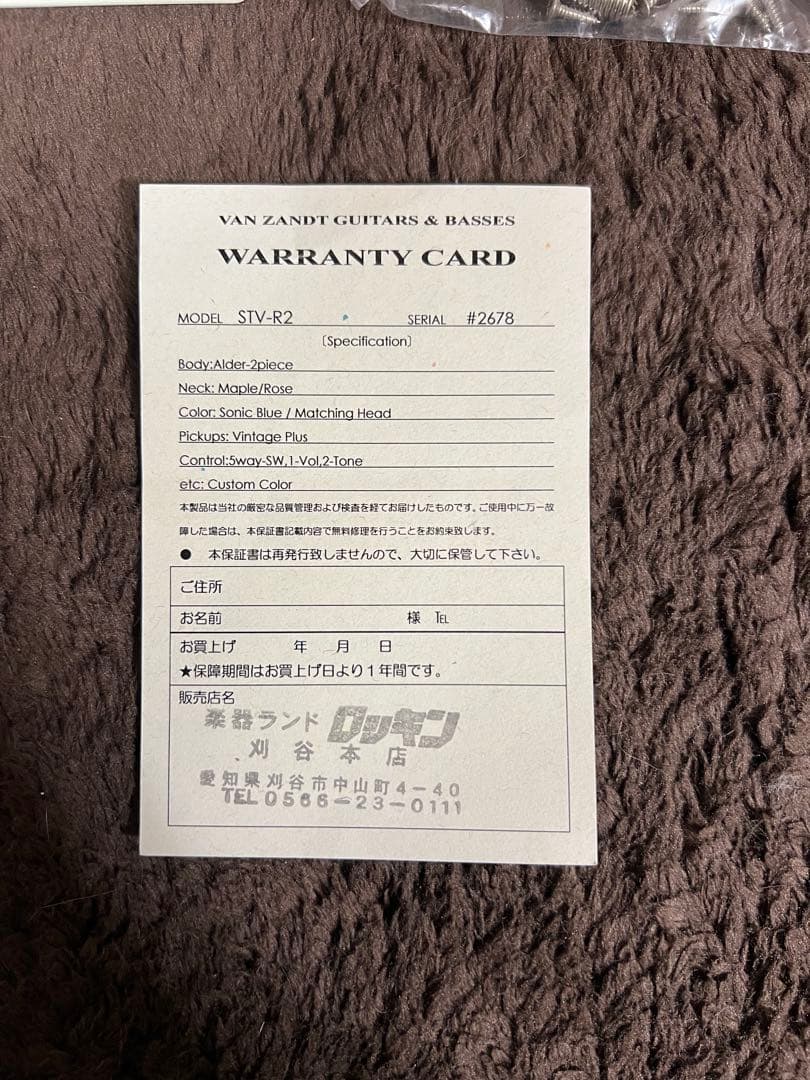 VAN ZANDT GUITARS & BASSES
WARRANTY CARD
MODEL STV-R2 SERIAL #2678
〔Specification〕
Body:Alder-2piece
Neck: Maple/Rose
Color: Sonic Blue / Matching Head
Pickups: Vintage Plus
Control:5way-SW,1-Vol,2-Tone
etc: Custom Color
本製品は当社の厳密な品質管理および検査を経てお届けしたものです。ご使用中に万一故
障した場合は、本保証書記載内容で無料修理を行うことをお約束致します。
● 本保証書は再発行致しませんので、大切に保管して下さい。
ご住所
お名前 様 TEL
お買上げ 年 月 日
★保障期間はお買上げ日より1年間です。
販売店名
楽器ランド ロッキン
刈谷本店
愛知県刈谷市中山町4-40
TEL 0566-23-0111